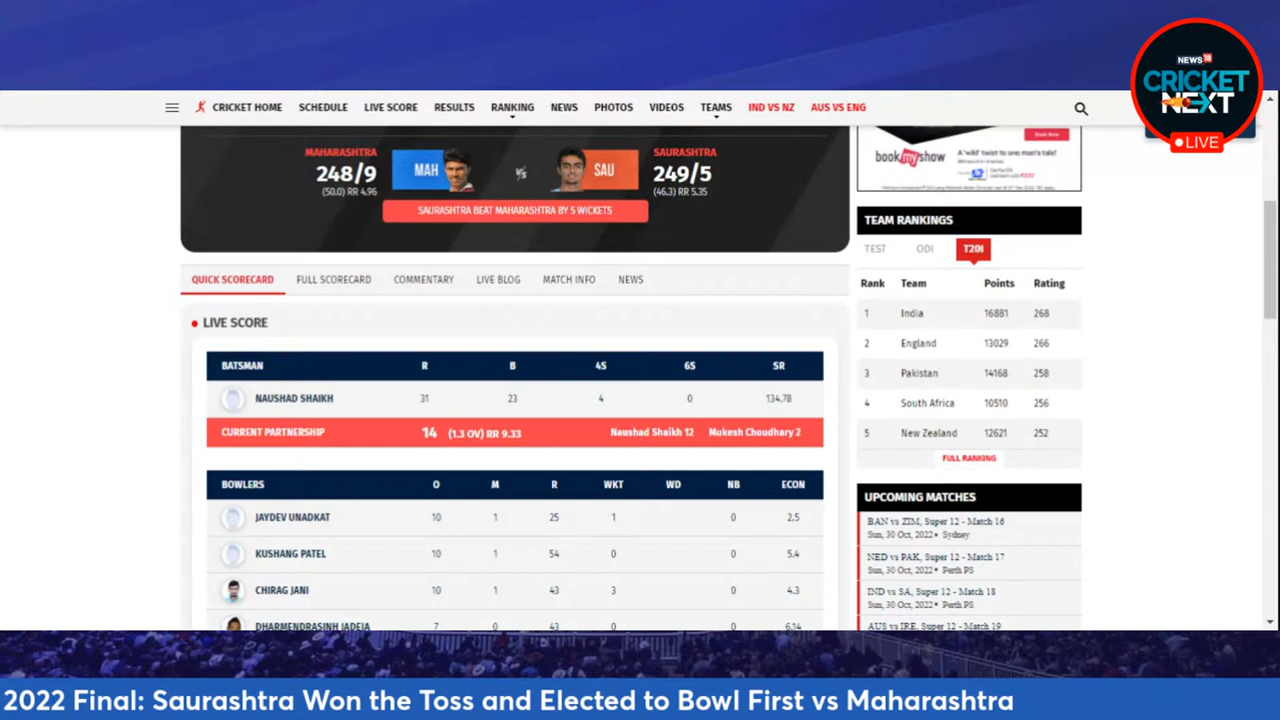 NEWS18
CRICKET
NEXT
LIVE
CRICKET HOME SCHEDULE LIVE SCORE RESULTS RANKING NEWS PHOTOS VIDEOS TEAMS IND VS NZ AUS VS ENG
MAHARASHTRA
248/9
(50.0) RR 4.96
MAH
V/S
SAU
SAURASHTRA
249/5
(46.3) RR 5.35
SAURASHTRA BEAT MAHARASHTRA BY 5 WICKETS
Book Now
bookmyshow
A 'wild' twist to one man's tale!
QUICK SCORECARD FULL SCORECARD COMMENTARY LIVE BLOG MATCH INFO NEWS
LIVE SCORE
BATSMAN R B 4S 6S SR
NAUSHAD SHAIKH 31 23 4 0 134.78
CURRENT PARTNERSHIP 14 (1.3 OV) RR 9.33 Naushad Shaikh 12 Mukesh Choudhary 2
BOWLERS O M R WKT WD NB ECON
JAYDEV UNADKAT 10 1 25 1 0 2.5
KUSHANG PATEL 10 1 54 0 0 5.4
CHIRAG JANI 10 1 43 3 0 4.3
DHARMENDRASINH JADEJA 7 0 43 0 0 6.14
TEAM RANKINGS
TEST ODI T20I
Rank Team Points Rating
1 India 16881 268
2 England 13029 266
3 Pakistan 14168 258
4 South Africa 10510 256
5 New Zealand 12621 252
FULL RANKING
UPCOMING MATCHES
BAN vs ZIM, Super 12 - Match 16
Sun, 30 Oct, 2022 • Sydney
NED vs PAK, Super 12 - Match 17
Sun, 30 Oct, 2022 • Perth PS
IND vs SA, Super 12 - Match 18
Sun, 30 Oct, 2022 • Perth PS
AUS vs IRE, Super 12 - Match 19
2022 Final: Saurashtra Won the Toss and Elected to Bowl First vs Maharashtra